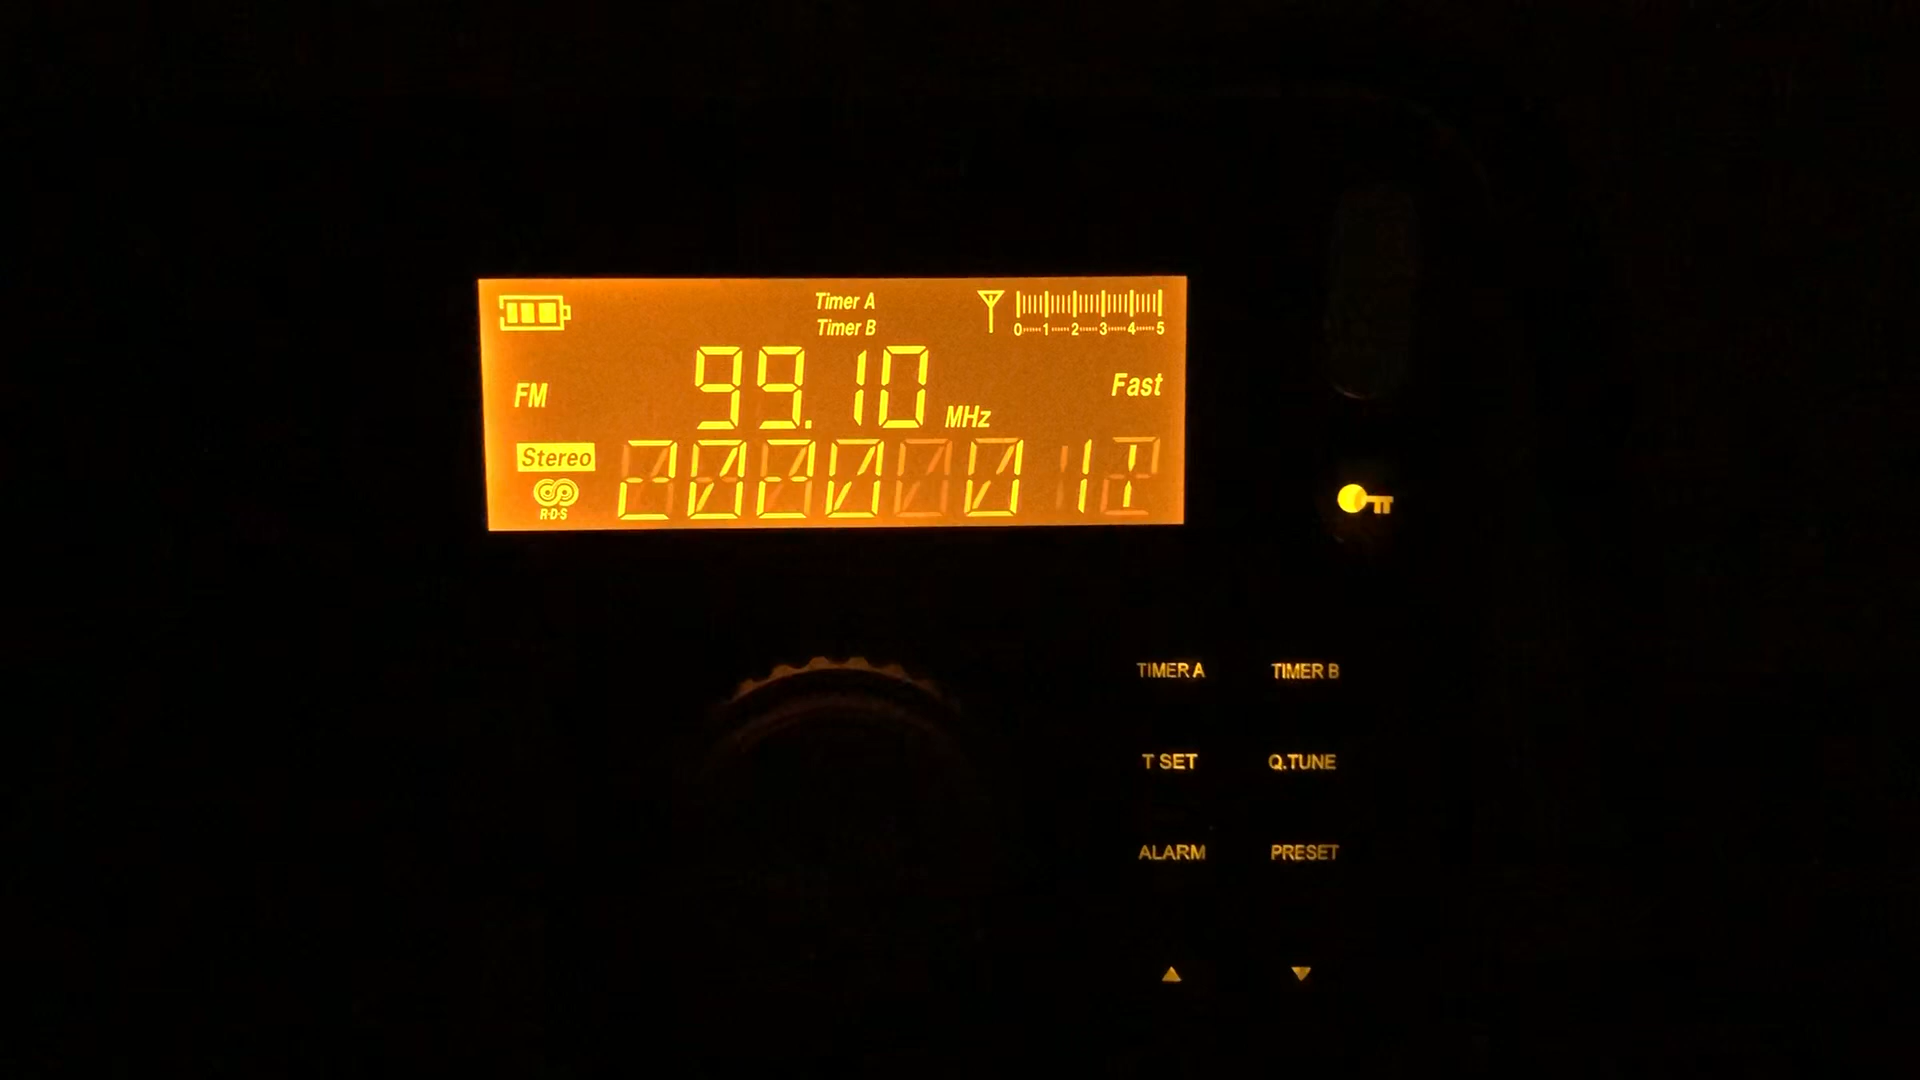 Timer A
Timer B
0 1 2 3 4 5
FM 99.10 MHz Fast
Stereo
R·D·S
TIMER A TIMER B
T SET Q.TUNE
ALARM PRESET